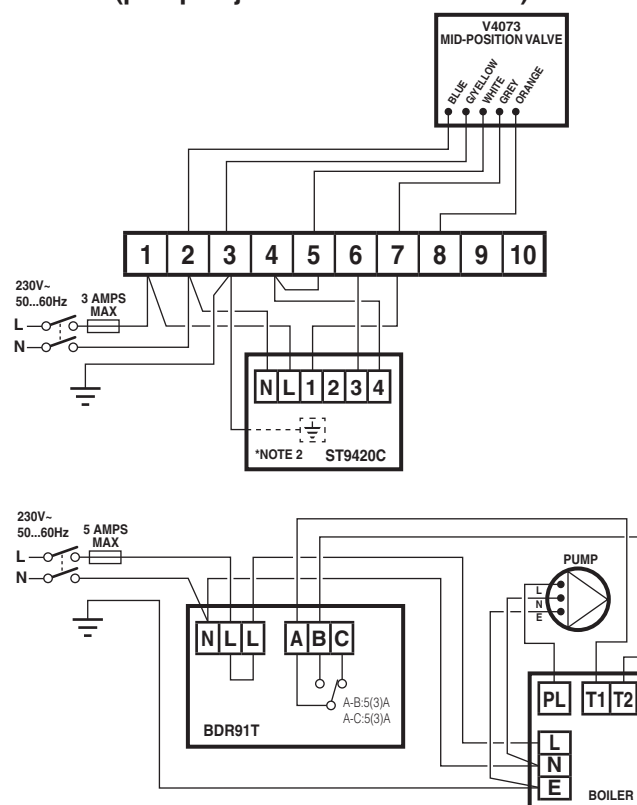 V4073
MID-POSITION VALVE
BLUE
G/YELLOW
WHITE
GREY
ORANGE
1 2 3 4 5 6 7 8 9 10
230V~
50...60Hz
3 AMPS
MAX
L
N
N L 1 2 3 4
*NOTE 2 ST9420C
230V~
50...60Hz
5 AMPS
MAX
L
N
PUMP
L
N
E
N L L A B C
A-B:5(3)A
A-C:5(3)A
BDR91T
PL T1 T2
L
N
E
BOILER